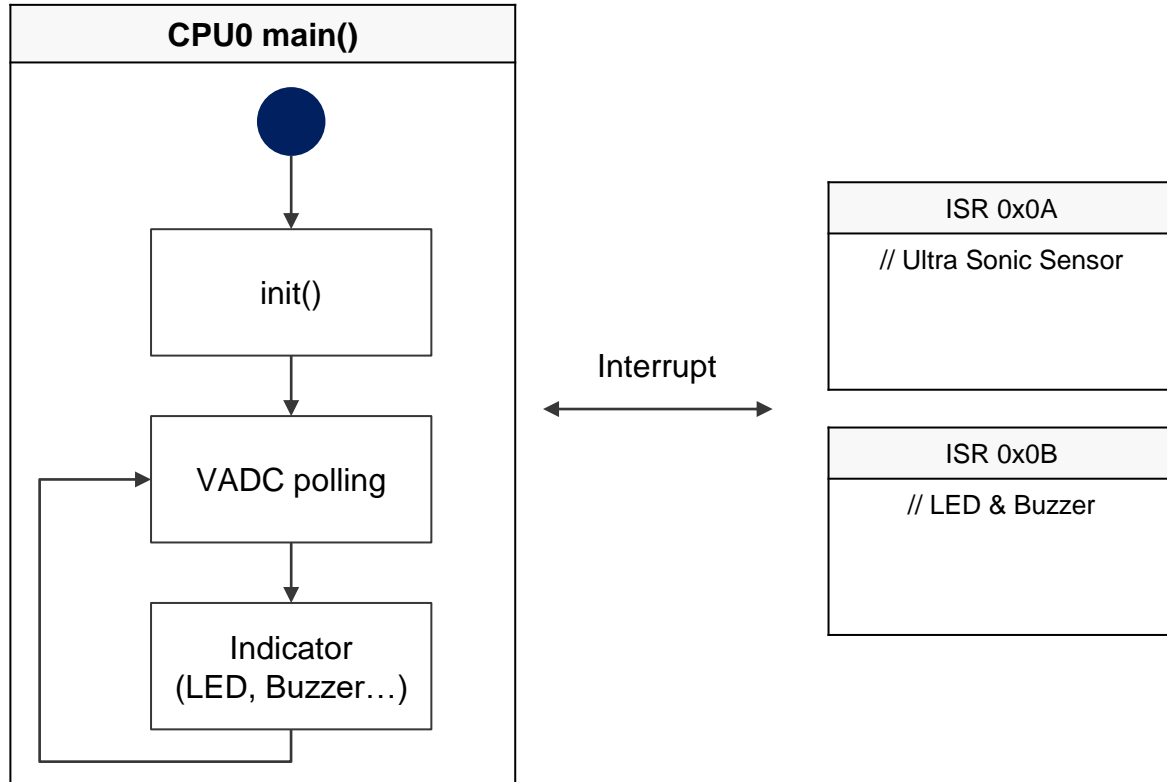 CPU0 main()
init()
VADC polling
Indicator
(LED, Buzzer…)
Interrupt
ISR 0x0A
// Ultra Sonic Sensor
ISR 0x0B
// LED & Buzzer